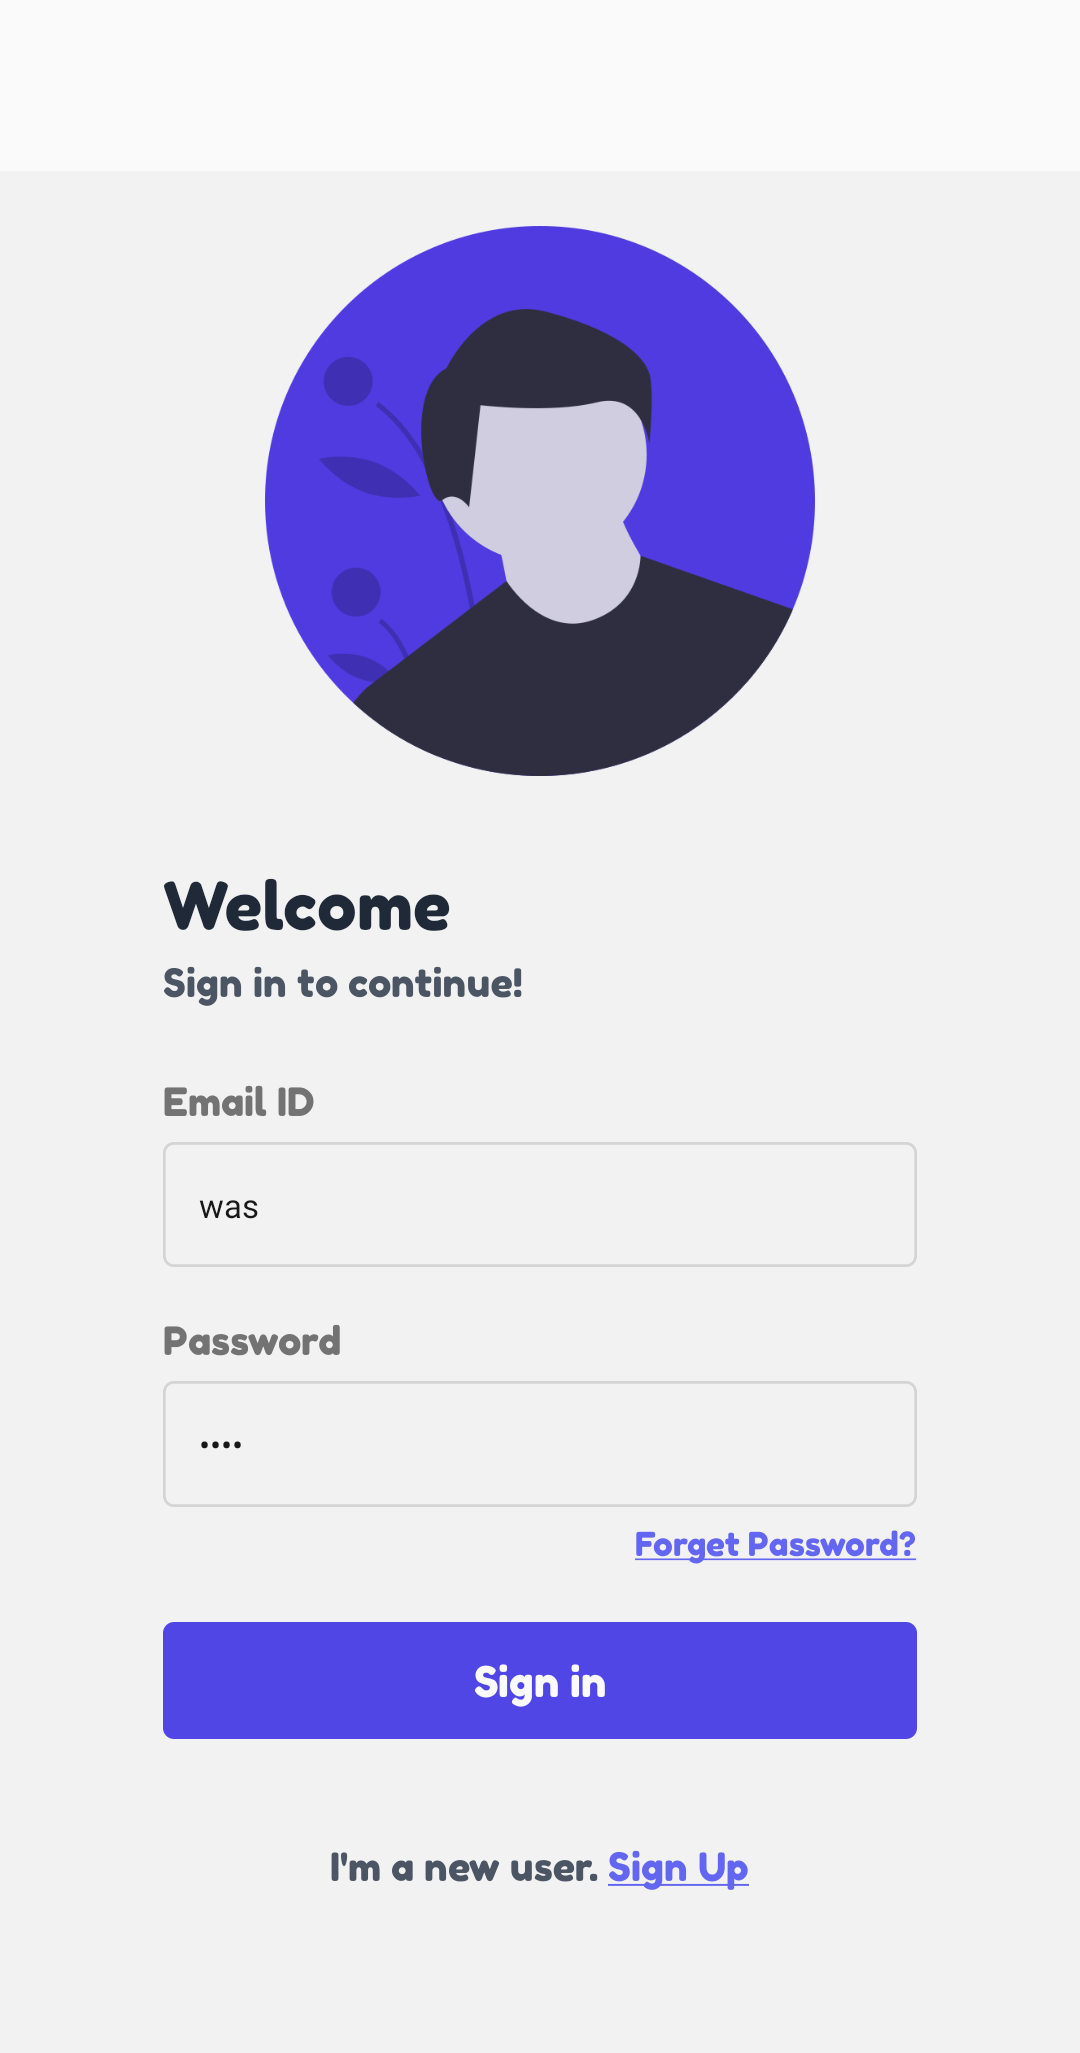 Welcome
Sign in to continue!
Email ID
was
Password
••••
Forget Password?
Sign in
I'm a new user. Sign Up